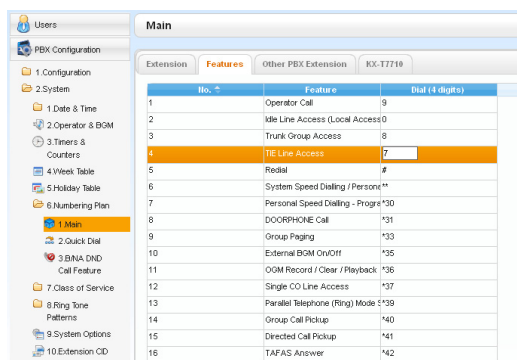 Users
PBX Configuration
1.Configuration
2.System
1.Date & Time
2.Operator & BGM
3.Timers &
Counters
4.Week Table
5.Holiday Table
6.Numbering Plan
1.Main
2.Quick Dial
3.B/NA DND
Call Feature
7.Class of Service
8.Ring Tone
Patterns
9.System Options
10.Extension CID
Main
Extension Features Other PBX Extension KX-T7710
No. Feature Dial (4 digits)
1 Operator Call 9
2 Idle Line Access (Local Access 0
3 Trunk Group Access 8
4 TIE Line Access 7
5 Redial #
6 System Speed Dialling / Persona **
7 Personal Speed Dialling - Progra *30
8 DOORPHONE Call *31
9 Group Paging *33
10 External BGM On/Off *35
11 OGM Record / Clear / Playback *36
12 Single CO Line Access *37
13 Parallel Telephone (Ring) Mode S *39
14 Group Call Pickup *40
15 Directed Call Pickup *41
16 TAFAS Answer *42